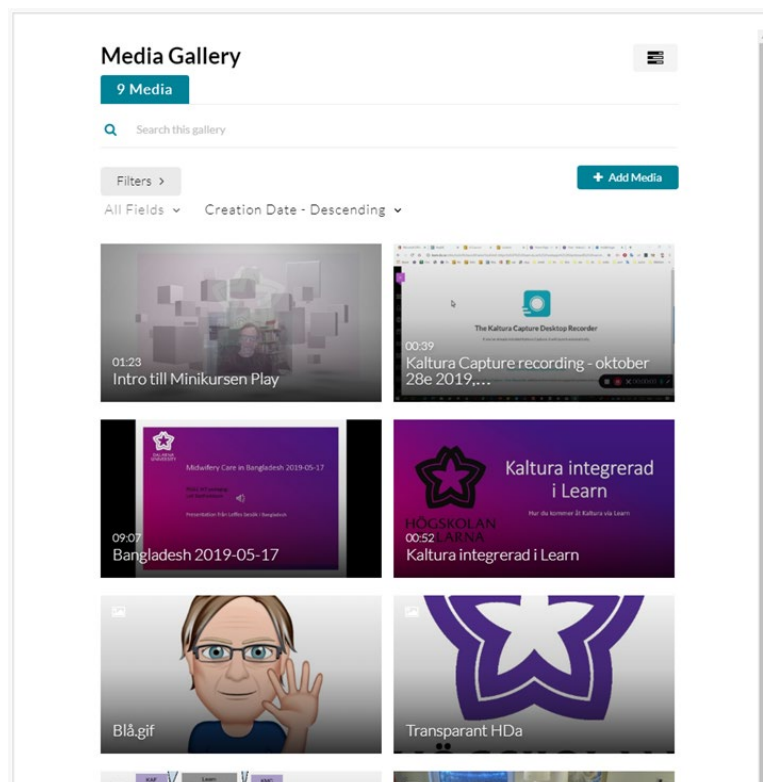 Media Gallery
9 Media
Search this gallery
Filters >
+ Add Media
All Fields
Creation Date - Descending
01:23
Intro till Minikursen Play
The Kaltura Capture Desktop Recorder
00:39
Kaltura Capture recording - oktober
28e 2019,...
Midwifery Care in Bangladesh 2019-05-17
09:07
Bangladesh 2019-05-17
Kaltura integrerad
i Learn
Hur du kommer åt Kaltura via Learn
HÖGSKOLAN
00:52
Kaltura integrerad i Learn
Blå.gif
Transparant HDa
Learn